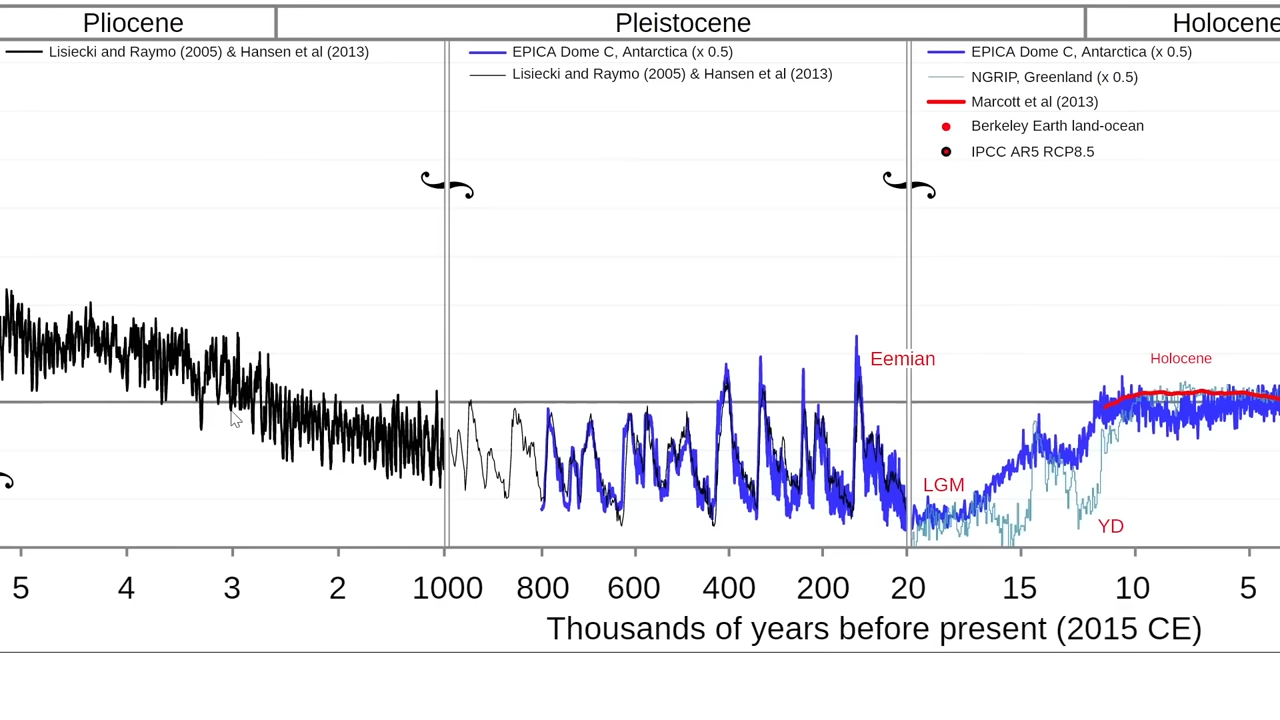 Pliocene
Pleistocene
Holocene
Lisiecki and Raymo (2005) & Hansen et al (2013)
EPICA Dome C, Antarctica (x 0.5)
Lisiecki and Raymo (2005) & Hansen et al (2013)
EPICA Dome C, Antarctica (x 0.5)
NGRIP, Greenland (x 0.5)
Marcott et al (2013)
Berkeley Earth land-ocean
IPCC AR5 RCP8.5
Eemian
Holocene
LGM
YD
5 4 3 2 1000 800 600 400 200 20 15 10 5
Thousands of years before present (2015 CE)